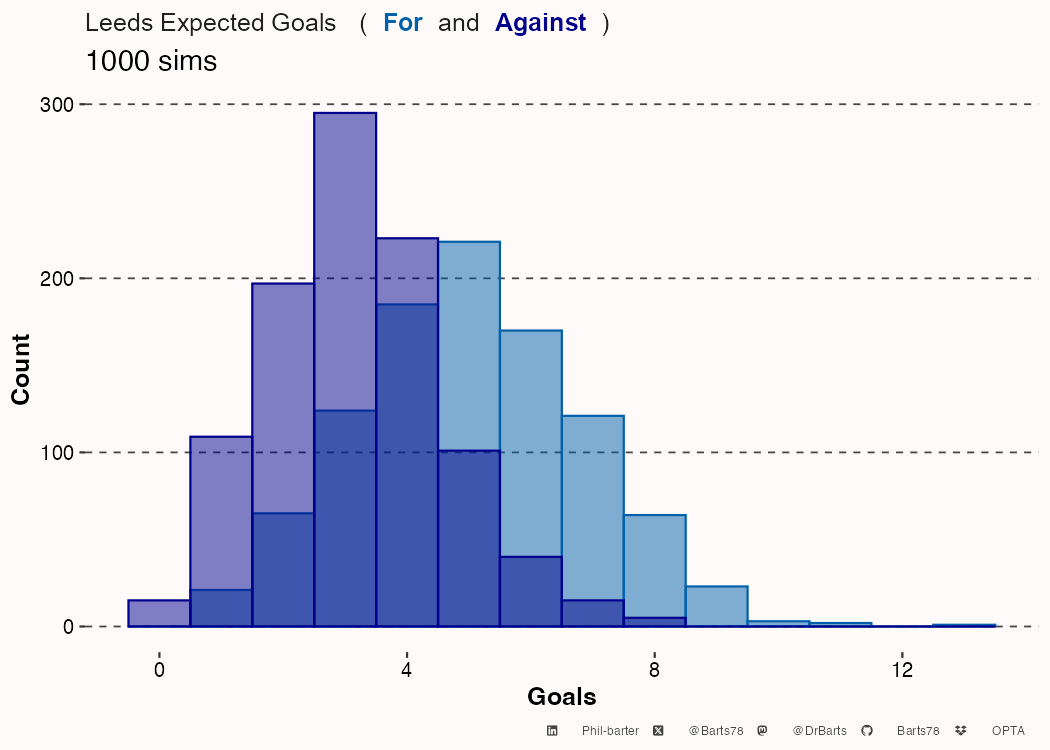 Leeds Expected Goals ( For and Against )
1000 sims
300
200
100
0
Count
0 4 8 12
Goals
Phil-barter @Barts78 @DrBarts Barts78 OPTA